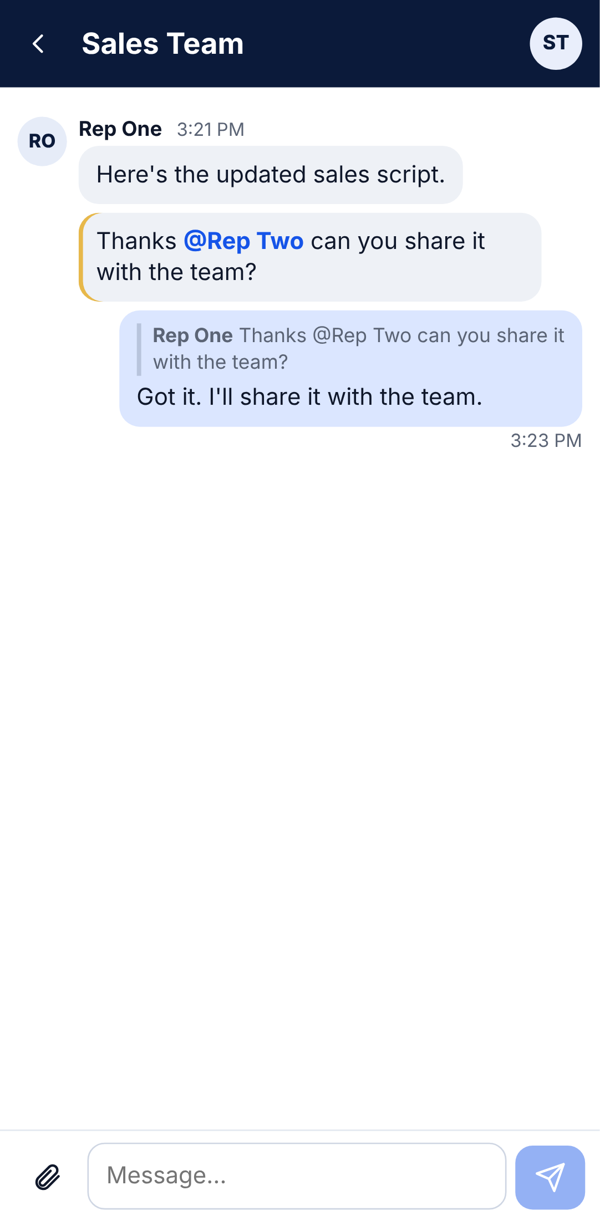 Sales Team
ST
RO
Rep One 3:21 PM
Here's the updated sales script.
Thanks @Rep Two can you share it
with the team?
Rep One Thanks @Rep Two can you share it
with the team?
Got it. I'll share it with the team.
3:23 PM
Message...